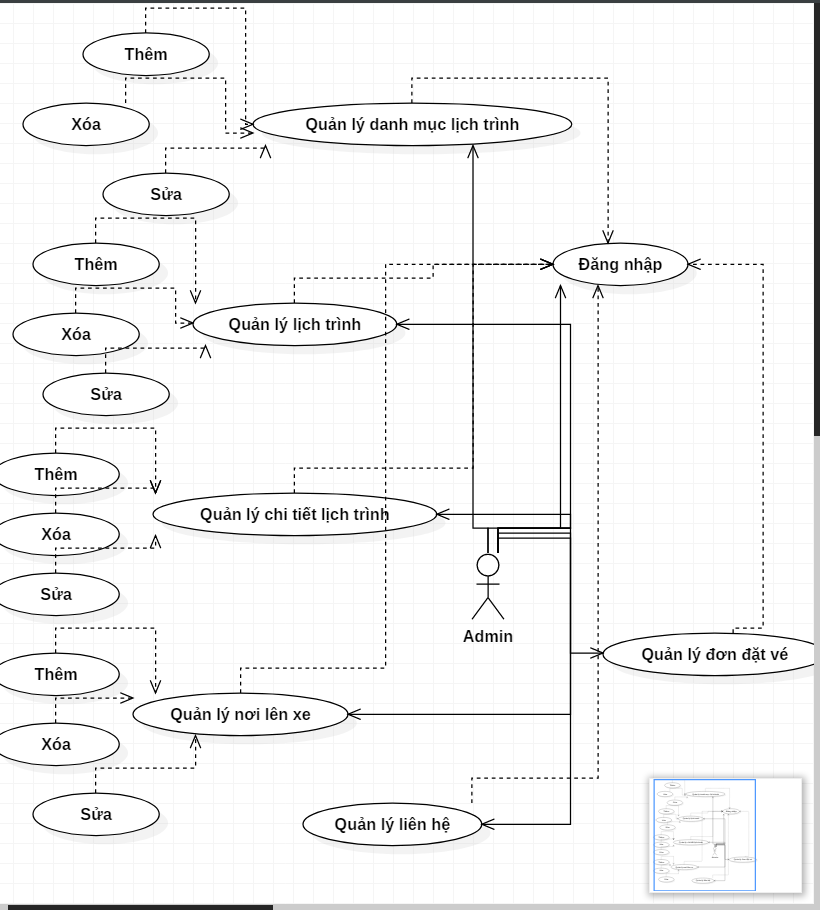 Thêm
Xóa
Quản lý danh mục lịch trình
Sửa
Thêm
Đăng nhập
Xóa
Quản lý lịch trình
Sửa
Thêm
Quản lý chi tiết lịch trình
Xóa
Sửa
Admin
Thêm
Quản lý đơn đặt vé
Quản lý nơi lên xe
Xóa
Sửa
Quản lý liên hệ